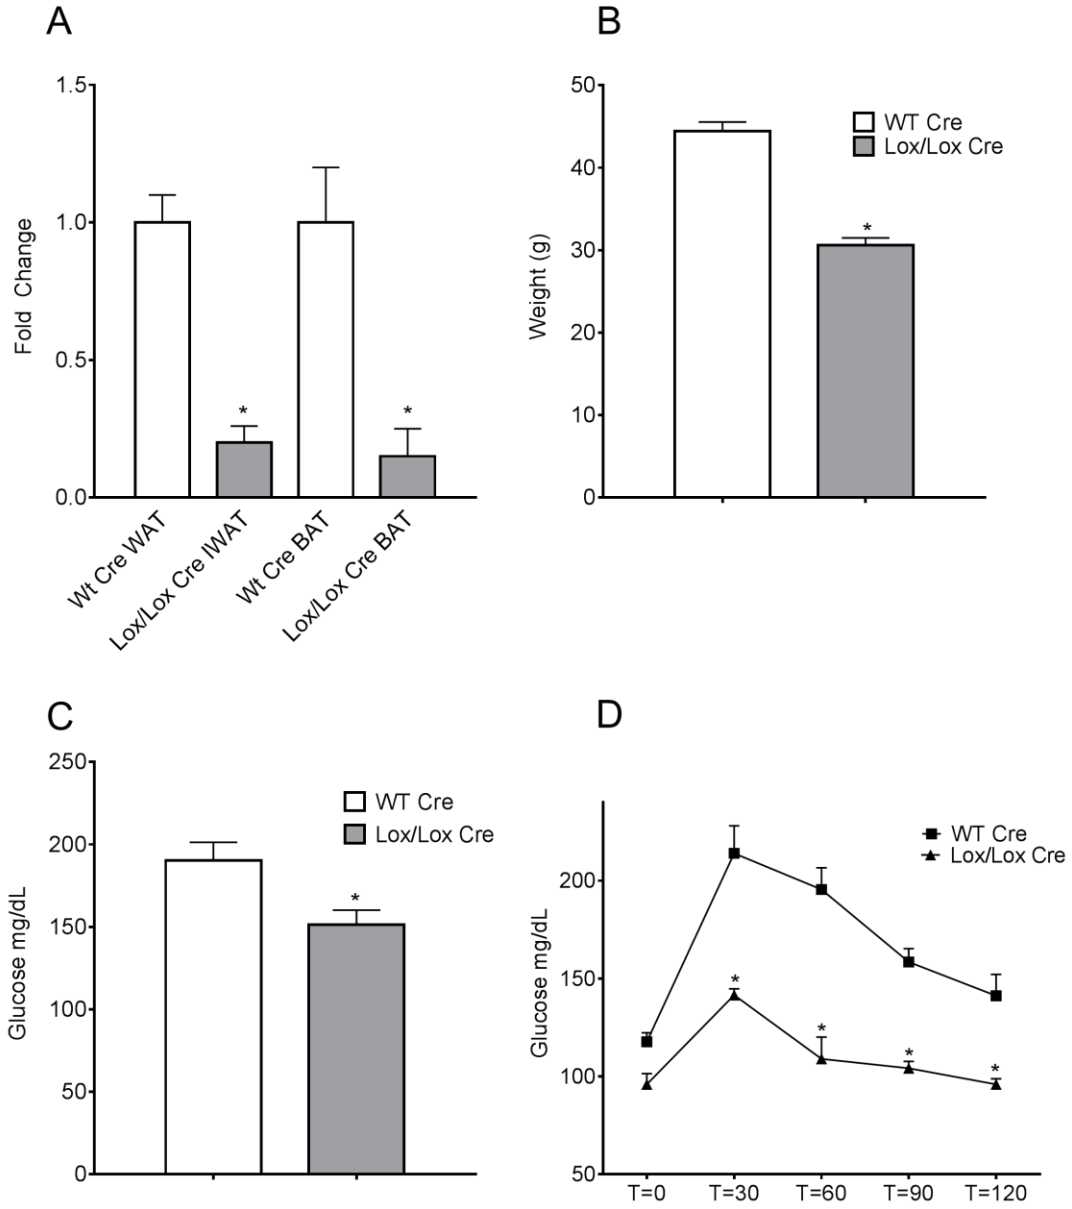 A
Fold Change
1.5
1.0
0.5
0.0
*
*
Wt Cre WAT
Lox/Lox Cre IWAT
Wt Cre BAT
Lox/Lox Cre BAT
B
Weight (g)
50
40
30
20
10
0
*
WT Cre
Lox/Lox Cre
C
Glucose mg/dL
250
200
150
100
50
0
*
WT Cre
Lox/Lox Cre
D
Glucose mg/dL
200
150
100
50
*
*
*
*
WT Cre
Lox/Lox Cre
T=0 T=30 T=60 T=90 T=120